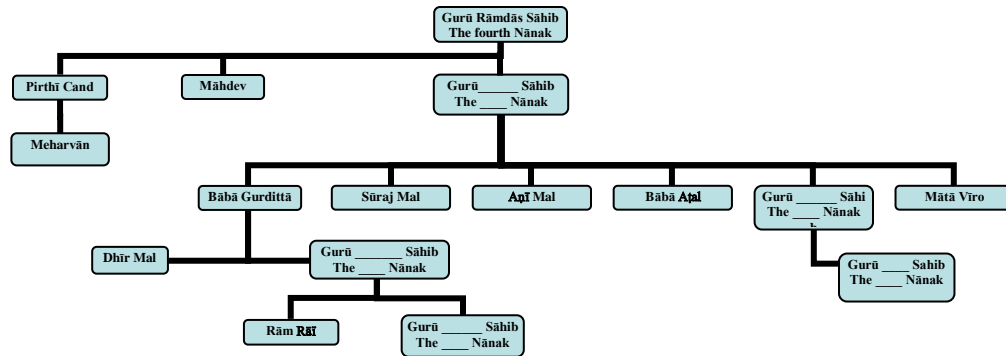 Gurū Rāmdās Sāhib
The fourth Nānak
Pirthī Cand
Māhdev
Gurū______ Sāhib
The ____ Nānak
Meharvān
Bābā Gurdittā
Sūraj Mal
Aṇī Mal
Bābā Aṭal
Gurū ______ Sāhi
The ____ Nānak
Mātā Vīro
Dhīr Mal
Gurū _______ Sāhib
The ____ Nānak
Gurū ____ Sahib
The ____ Nānak
Rām Rāī
Gurū ______ Sāhib
The ____ Nānak